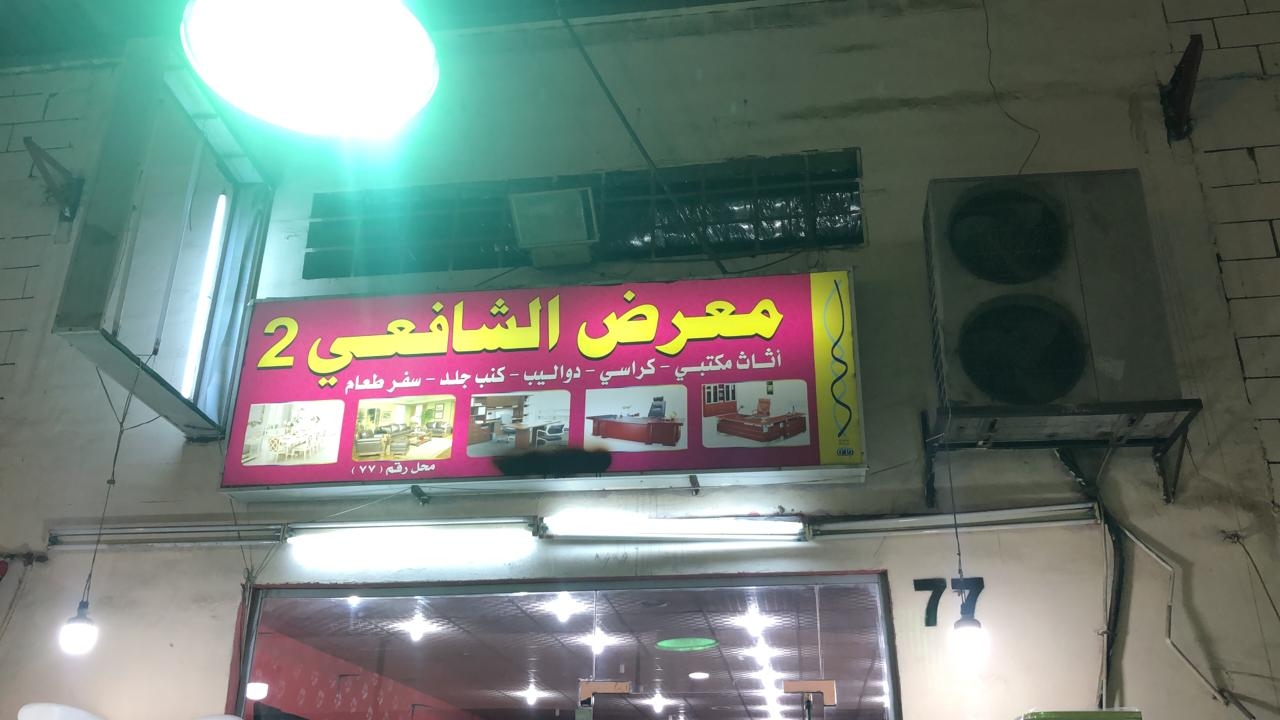 معرض الشافعي 2
أثاث مكتبي - كراسي - دواليب - كنب جلد - سفر طعام
محل رقم (٧٧)
77